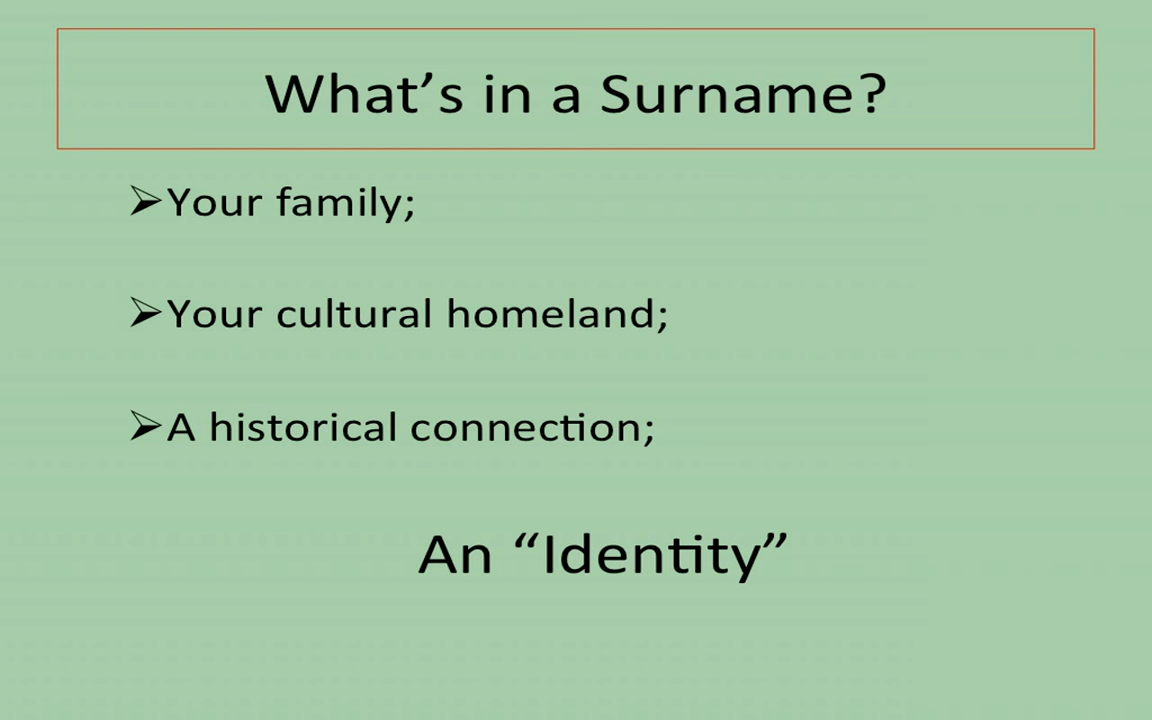 What’s in a Surname?
➢Your family;
➢Your cultural homeland;
➢A historical connection;
An “Identity”